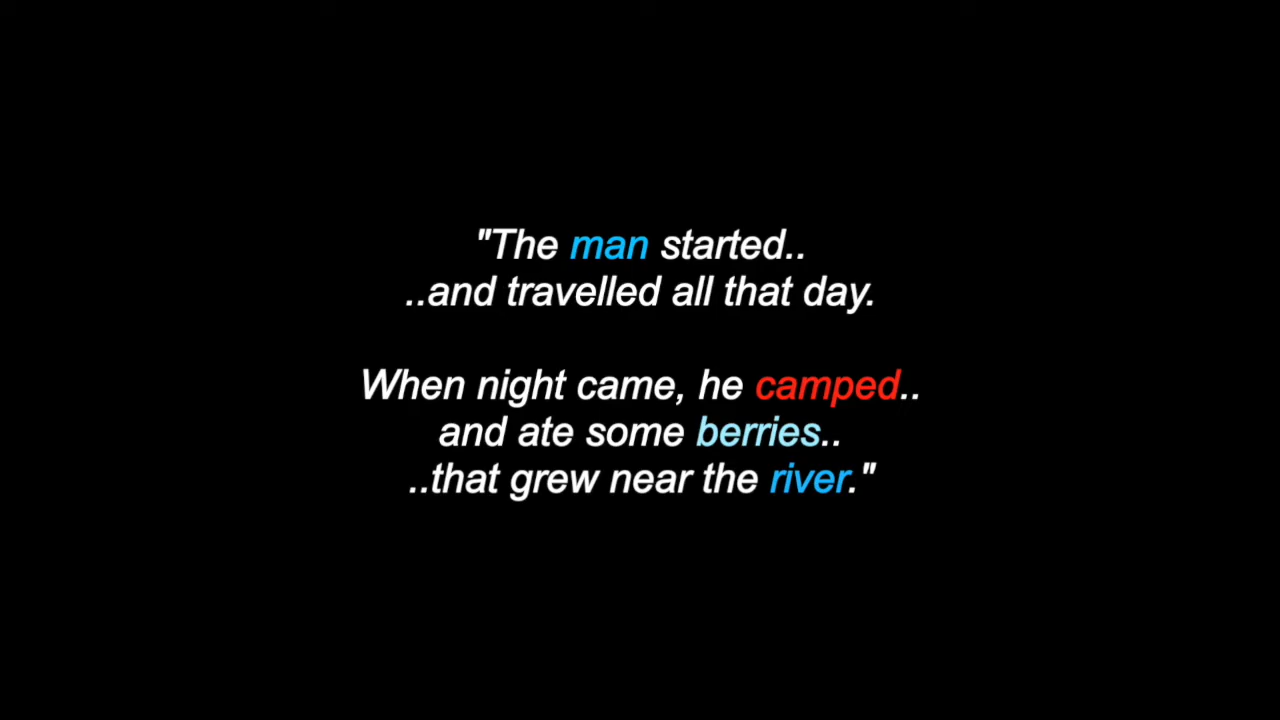 "The man started..
..and travelled all that day.
When night came, he camped..
and ate some berries..
..that grew near the river."